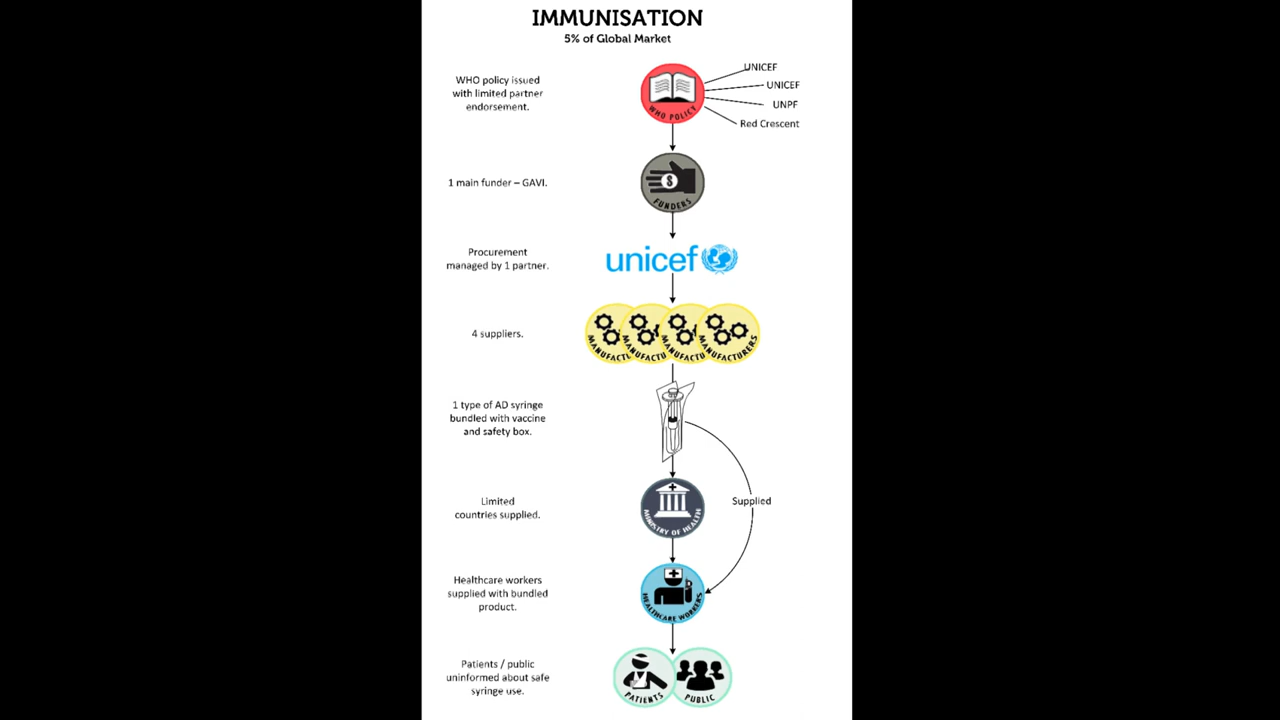 IMMUNISATION
5% of Global Market
WHO policy issued
with limited partner
endorsement.
WHO POLICY
UNICEF
UNICEF
UNPF
Red Crescent
1 main funder – GAVI.
$
FUNDERS
Procurement
managed by 1 partner.
unicef
4 suppliers.
MANUFACTU
MANUFACTU
MANUFACTU
MANUFACTURERS
1 type of AD syringe
bundled with vaccine
and safety box.
Limited
countries supplied.
MINISTRY OF HEALTH
Supplied
Healthcare workers
supplied with bundled
product.
HEALTHCARE WORKERS
Patients / public
uninformed about safe
syringe use.
PATIENTS
PUBLIC